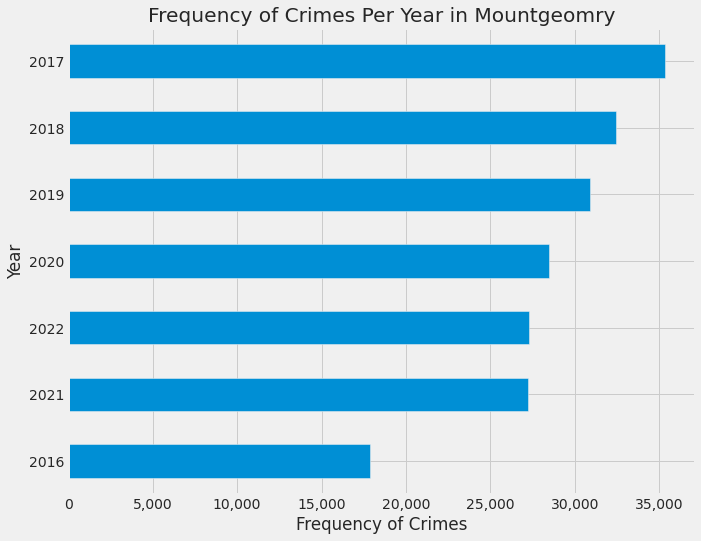 Frequency of Crimes Per Year in Mountgeomry
2017
2018
2019
2020
2022
2021
2016
Year
0 5,000 10,000 15,000 20,000 25,000 30,000 35,000
Frequency of Crimes